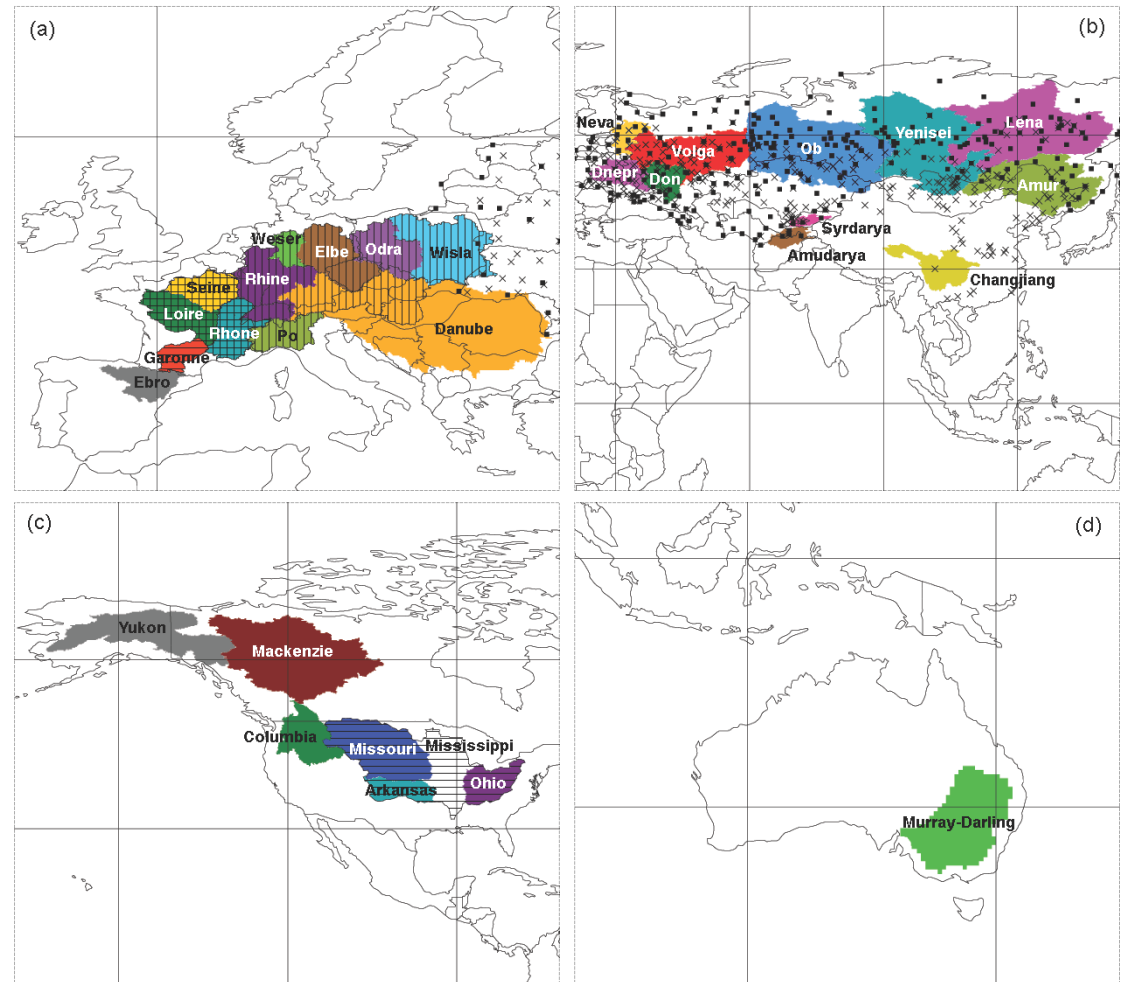 (a)
Weser
Elbe
Odra
Wisla
Rhine
Seine
Loire
Rhone
Po
Danube
Garonne
Ebro
(b)
Neva
Volga
Ob
Yenisei
Lena
Dnepr
Don
Amur
Syrdarya
Amudarya
Changjiang
(c)
Yukon
Mackenzie
Columbia
Missouri
Mississippi
Arkansas
Ohio
(d)
Murray-Darling